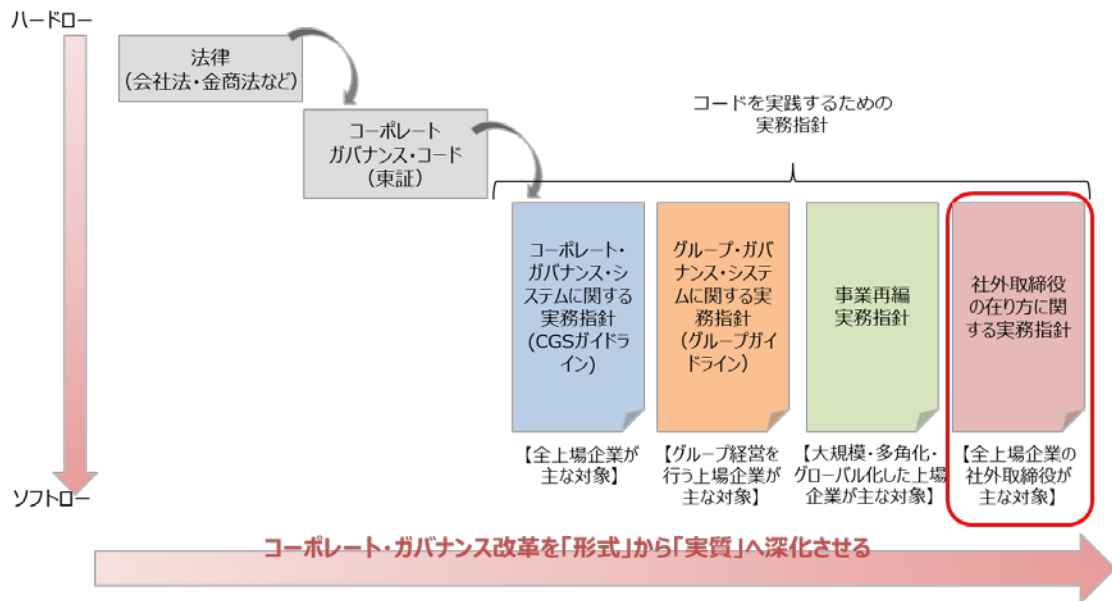 ハードロー
法律
（会社法・金商法など）
コーポレート
ガバナンス・コード
（東証）
コードを実践するための
実務指針
コーポレート・
ガバナンス・シ
ステムに関する
実務指針
(CGSガイドラ
イン)
グループ・ガバ
ナンス・システ
ムに関する実
務指針
（グループガイ
ドライン）
事業再編
実務指針
社外取締役
の在り方に関
する実務指針
【全上場企業が
主な対象】
【グループ経営を
行う上場企業が
主な対象】
【大規模・多角化・
グローバル化した上場
企業が主な対象】
【全上場企業の
社外取締役が
主な対象】
ソフトロー
コーポレート・ガバナンス改革を「形式」から「実質」へ深化させる